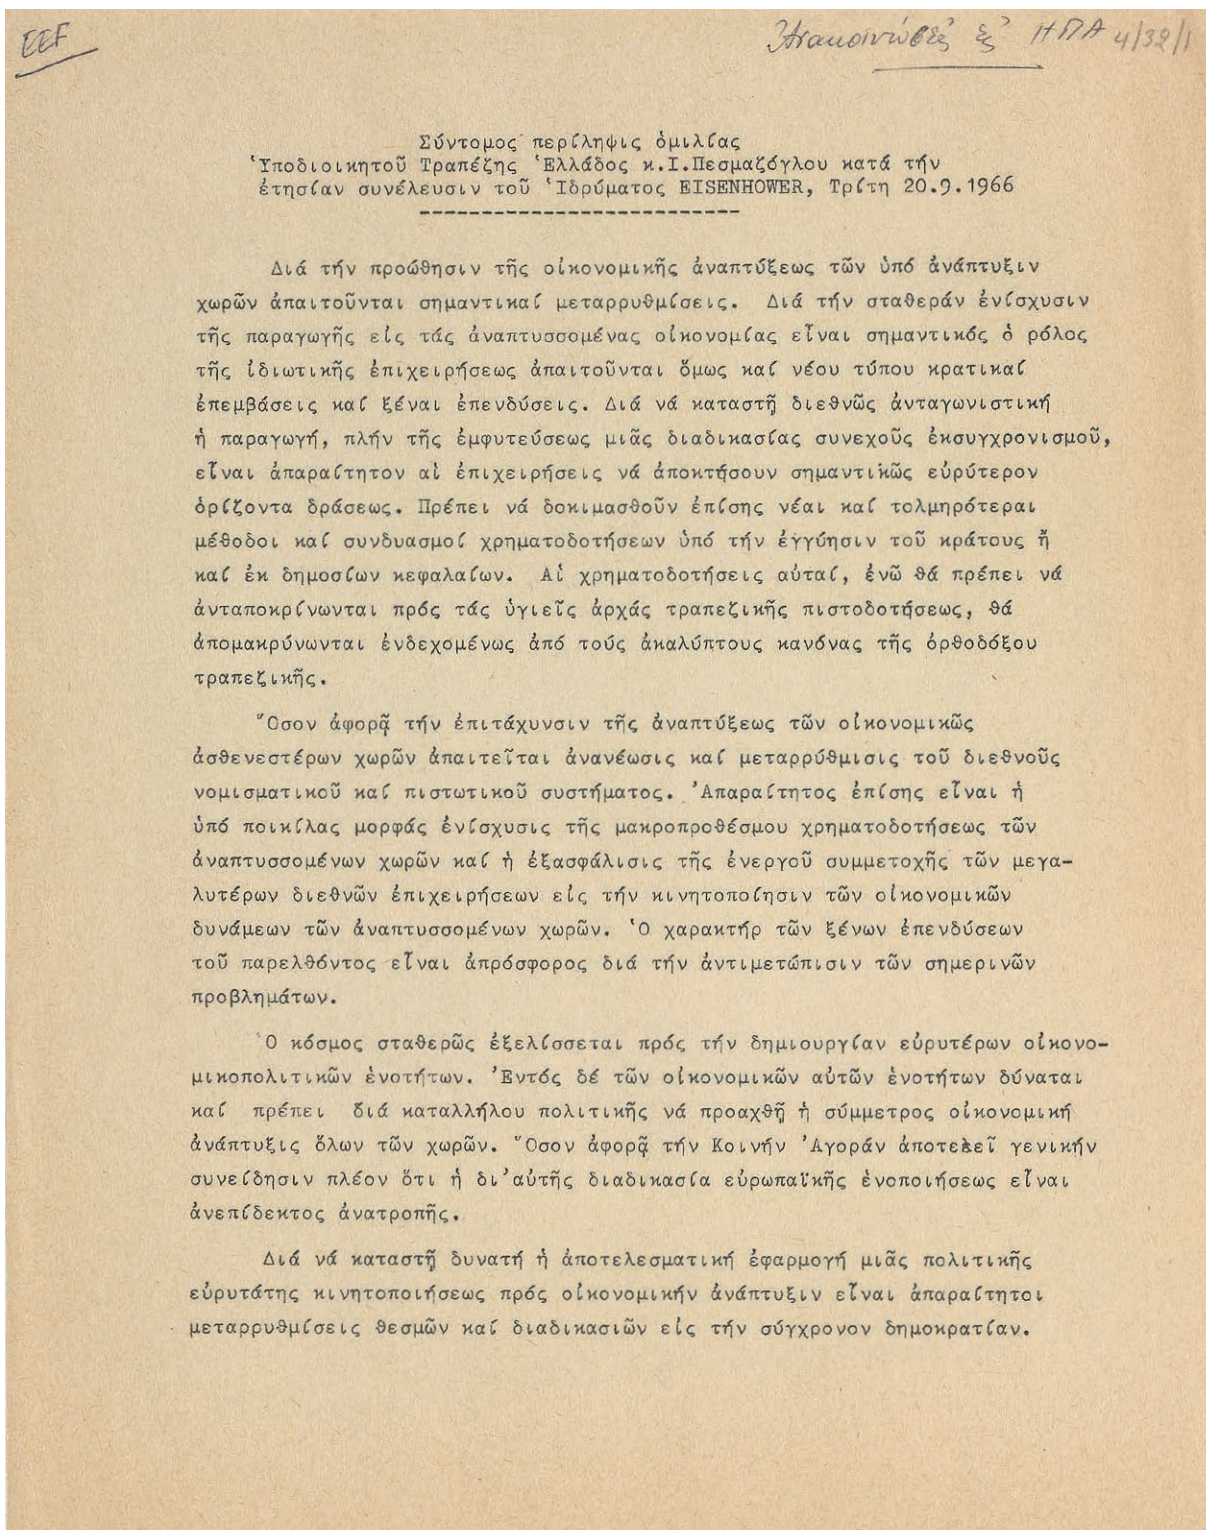 EEF
Ἀνακοινώσεις ἐξ ΗΠΑ 4/32/1
Σύντομος περίληψις ὁμιλίας
Ὑποδιοικητοῦ Τραπέζης Ἑλλάδος κ.Ι.Πεσμαζόγλου κατά τήν
ἐτησίαν συνέλευσιν τοῦ Ἱδρύματος EISENHOWER, Τρίτη 20.9.1966
Διά τήν προώθησιν τῆς οἰκονομικῆς ἀναπτύξεως τῶν ὑπό ἀνάπτυξιν
χωρῶν ἀπαιτοῦνται σημαντικαί μεταρρυθμίσεις. Διά τήν σταθεράν ἐνίσχυσιν
τῆς παραγωγῆς εἰς τάς ἀναπτυσσομένας οἰκονομίας εἶναι σημαντικός ὁ ρόλος
τῆς ἰδιωτικῆς ἐπιχειρήσεως ἀπαιτοῦνται ὅμως καί νέου τύπου κρατικαί
ἐπεμβάσεις καί ξέναι ἐπενδύσεις. Διά νά καταστῇ διεθνῶς ἀνταγωνιστική
ἡ παραγωγή, πλήν τῆς ἐμφυτεύσεως μιᾶς διαδικασίας συνεχοῦς ἐκσυγχρονισμοῦ,
εἶναι ἀπαραίτητον αἱ ἐπιχειρήσεις νά ἀποκτήσουν σημαντικῶς εὐρύτερον
ὁρίζοντα δράσεως. Πρέπει νά δοκιμασθοῦν ἐπίσης νέαι καί τολμηρότεραι
μέθοδοι καί συνδυασμοί χρηματοδοτήσεων ὑπό τήν ἐγγύησιν τοῦ κράτους ἤ
καί ἐκ δημοσίων κεφαλαίων. Αἱ χρηματοδοτήσεις αὐταί, ἐνῶ θά πρέπει νά
ἀνταποκρίνωνται πρός τάς ὑγιεῖς ἀρχάς τραπεζικῆς πιστοδοτήσεως, θά
ἀπομακρύνωνται ἐνδεχομένως ἀπό τούς ἀκαλύπτους κανόνας τῆς ὀρθοδόξου
τραπεζικῆς.
Ὅσον ἀφορᾷ τήν ἐπιτάχυνσιν τῆς ἀναπτύξεως τῶν οἰκονομικῶς
ἀσθενεστέρων χωρῶν ἀπαιτεῖται ἀνανέωσις καί μεταρρύθμισις τοῦ διεθνοῦς
νομισματικοῦ καί πιστωτικοῦ συστήματος. Ἀπαραίτητος ἐπίσης εἶναι ἡ
ὑπό ποικίλας μορφάς ἐνίσχυσις τῆς μακροπροθέσμου χρηματοδοτήσεως τῶν
ἀναπτυσσομένων χωρῶν καί ἡ ἐξασφάλισις τῆς ἐνεργοῦ συμμετοχῆς τῶν μεγα-
λυτέρων διεθνῶν ἐπιχειρήσεων εἰς τήν κινητοποίησιν τῶν οἰκονομικῶν
δυνάμεων τῶν ἀναπτυσσομένων χωρῶν. Ὁ χαρακτήρ τῶν ξένων ἐπενδύσεων
τοῦ παρελθόντος εἶναι ἀπρόσφορος διά τήν ἀντιμετώπισιν τῶν σημερινῶν
προβλημάτων.
Ὁ κόσμος σταθερῶς ἐξελίσσεται πρός τήν δημιουργίαν εὐρυτέρων οἰκονο-
μικοπολιτικῶν ἑνοτήτων. Ἐντός δέ τῶν οἰκονομικῶν αὐτῶν ἑνοτήτων δύναται
καί πρέπει διά καταλλήλου πολιτικῆς νά προαχθῇ ἡ σύμμετρος οἰκονομική
ἀνάπτυξις ὅλων τῶν χωρῶν. Ὅσον ἀφορᾷ τήν Κοινήν Ἀγοράν ἀποτελεῖ γενικήν
συνείδησιν πλέον ὅτι ἡ δι'αὐτῆς διαδικασία εὐρωπαϊκῆς ἑνοποιήσεως εἶναι
ἀνεπίδεκτος ἀνατροπῆς.
Διά νά καταστῇ δυνατή ἡ ἀποτελεσματική ἐφαρμογή μιᾶς πολιτικῆς
εὐρυτάτης κινητοποιήσεως πρός οἰκονομικήν ἀνάπτυξιν εἶναι ἀπαραίτητοι
μεταρρυθμίσεις θεσμῶν καί διαδικασιῶν εἰς τήν σύγχρονον δημοκρατίαν.